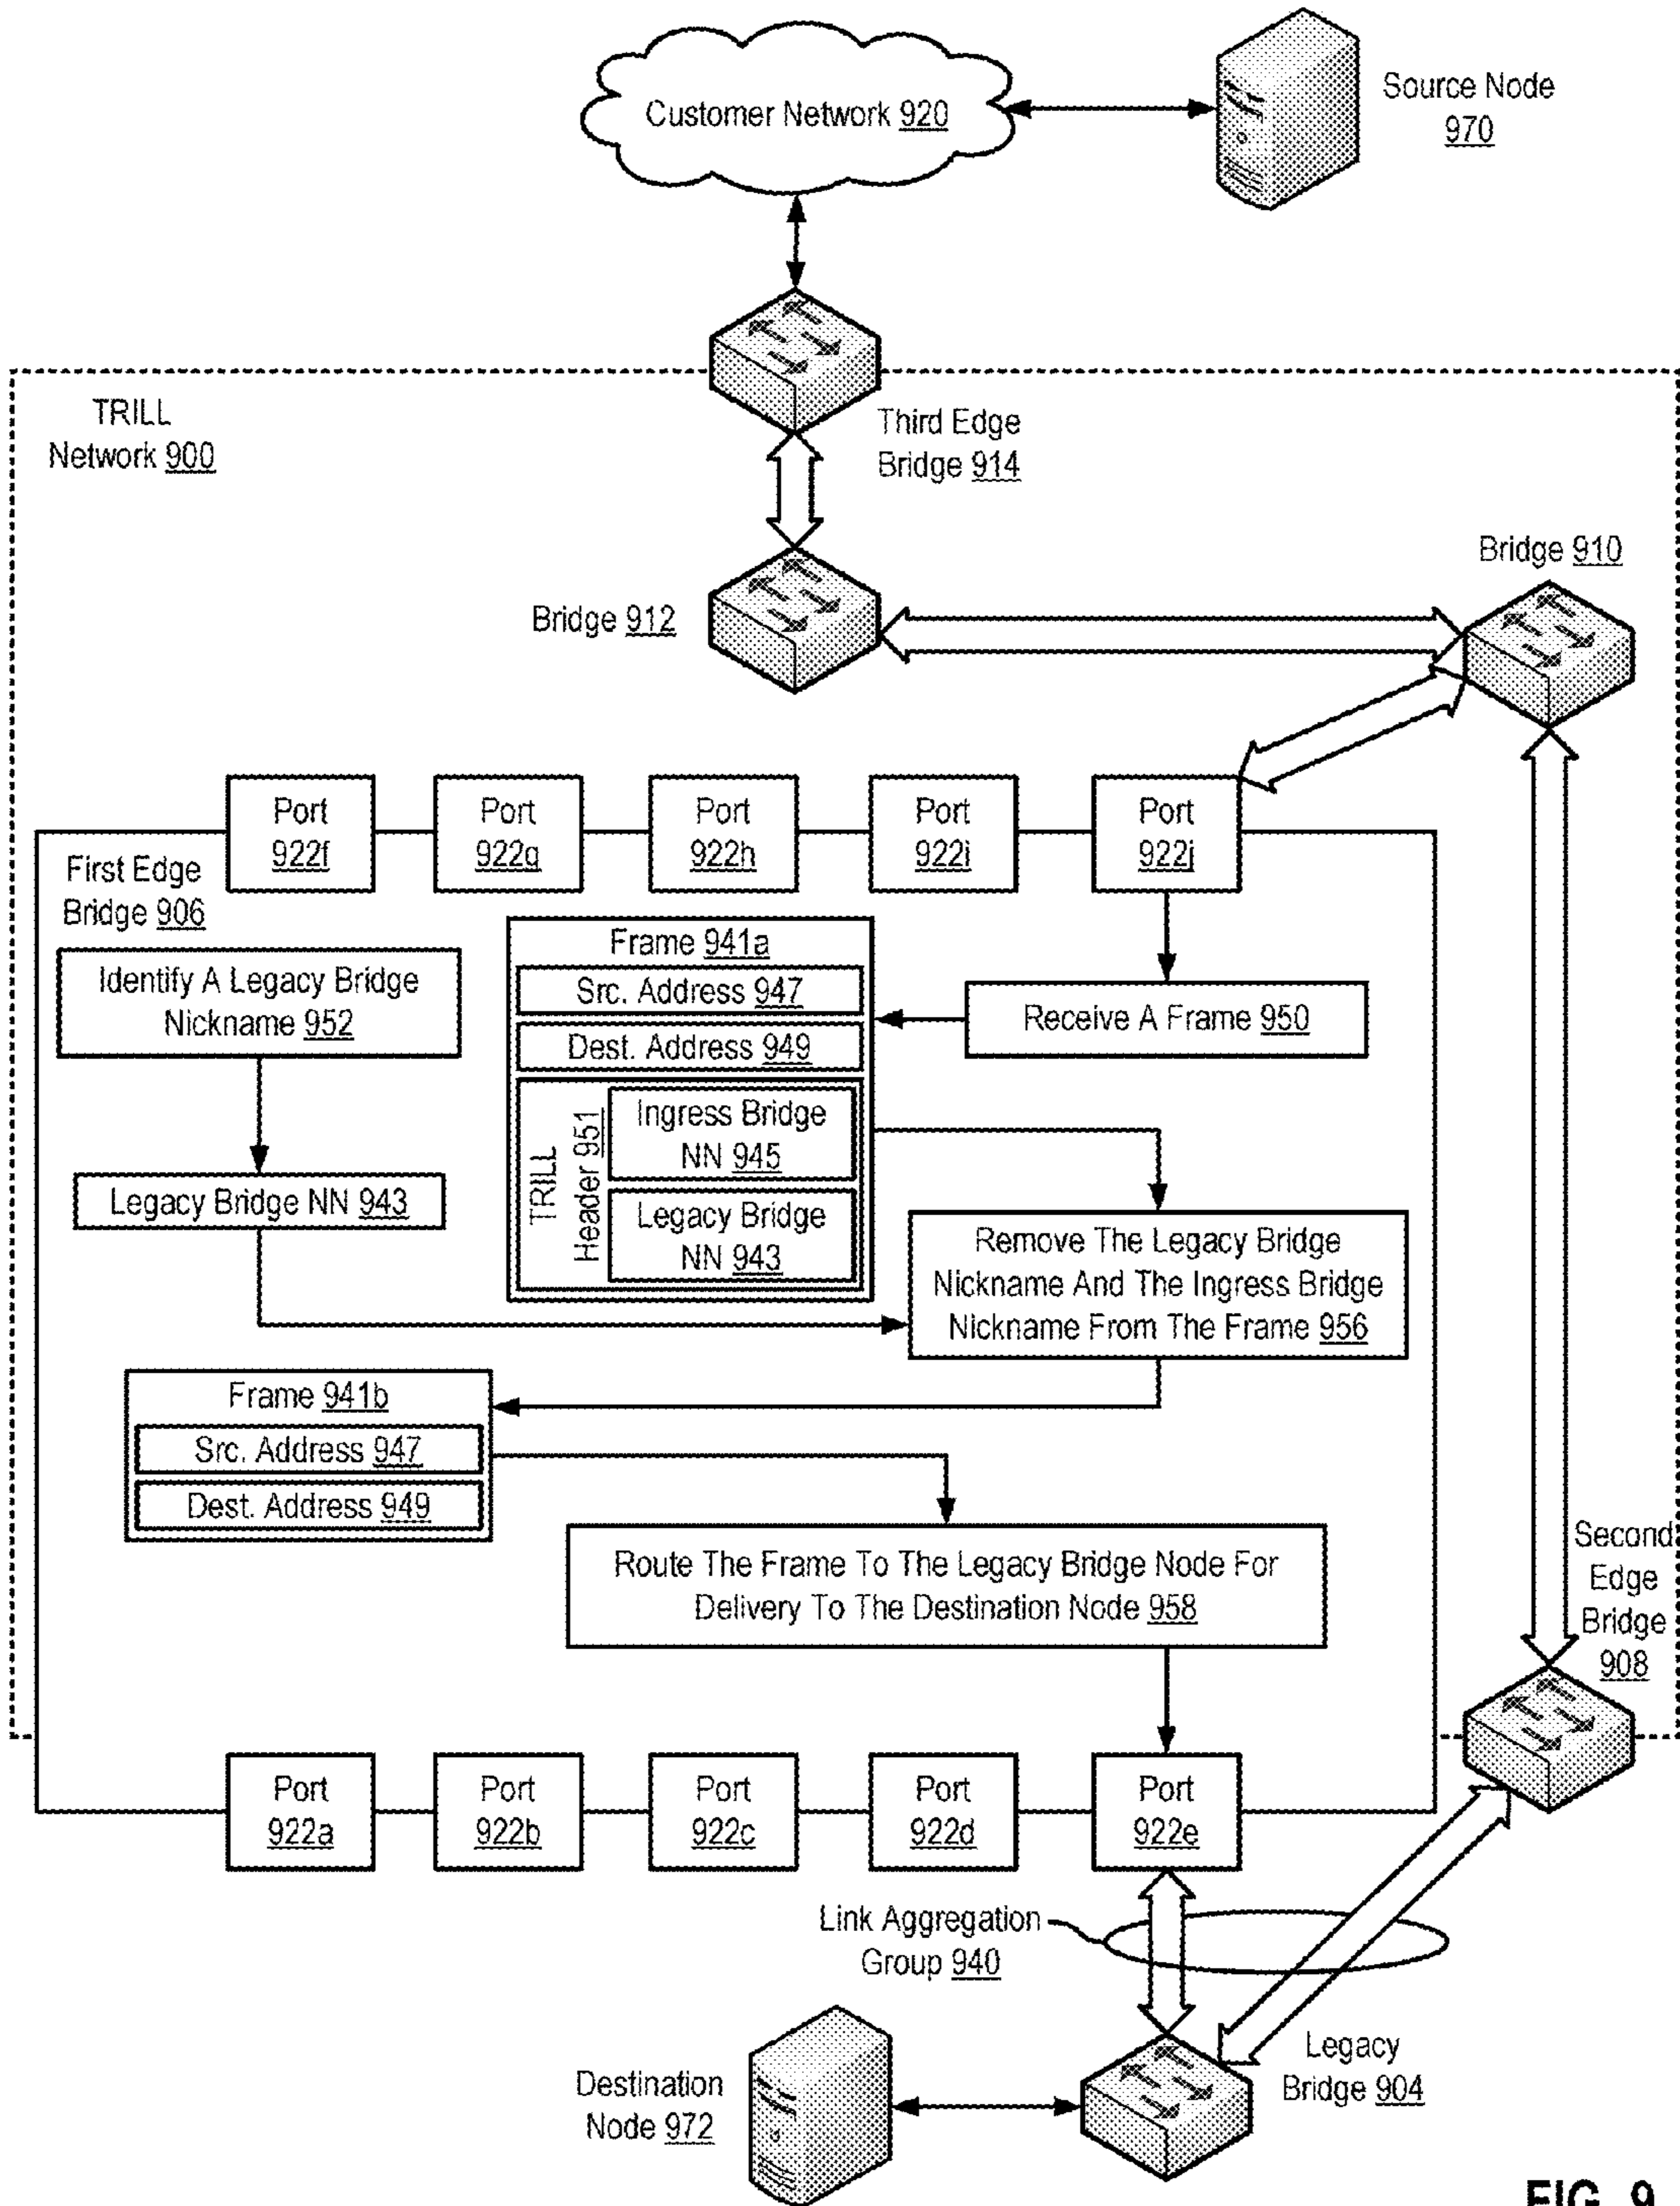 Customer Network 920
Source Node
970
TRILL
Network 900
Third Edge
Bridge 914
Bridge 910
Bridge 912
Port
922f
Port
922g
Port
922h
Port
922i
Port
922j
First Edge
Bridge 906
Frame 941a
Src. Address 947
Dest. Address 949
TRILL
Header 951
Ingress Bridge
NN 945
Legacy Bridge
NN 943
Identify A Legacy Bridge
Nickname 952
Receive A Frame 950
Legacy Bridge NN 943
Remove The Legacy Bridge
Nickname And The Ingress Bridge
Nickname From The Frame 956
Frame 941b
Src. Address 947
Dest. Address 949
Route The Frame To The Legacy Bridge Node For
Delivery To The Destination Node 958
Second
Edge
Bridge
908
Port
922a
Port
922b
Port
922c
Port
922d
Port
922e
Link Aggregation
Group 940
Legacy
Bridge 904
Destination
Node 972
FIG. 9